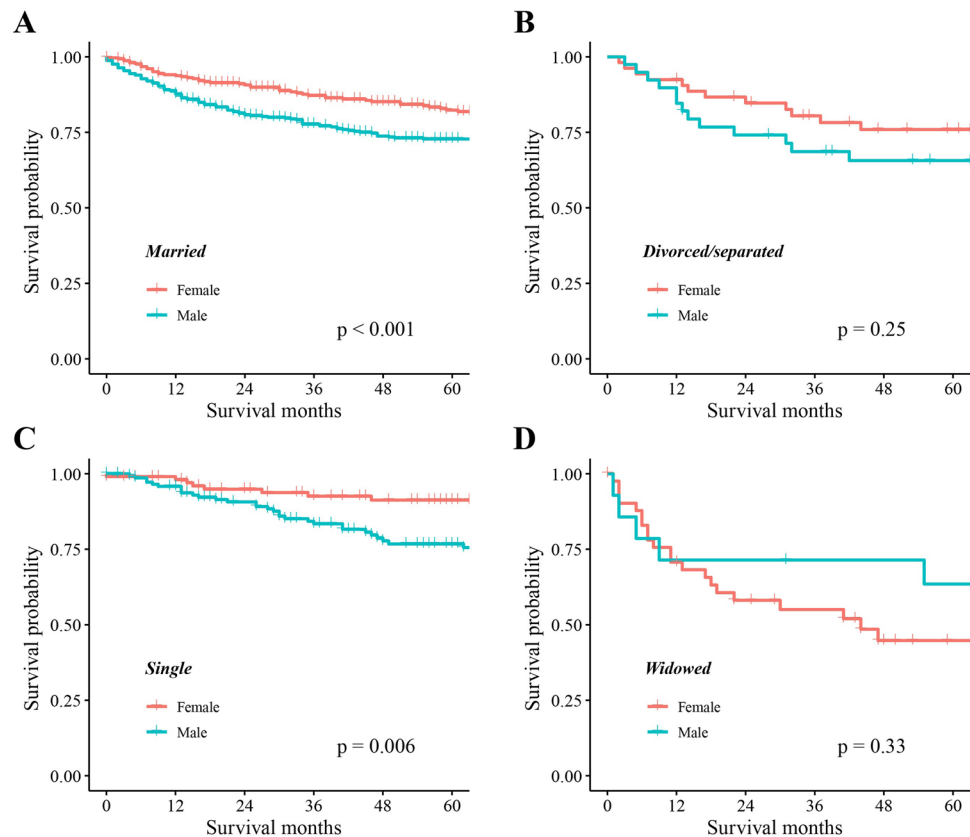 A
1.00
0.75
0.50
0.25
0.00
Survival probability
Married
Female
Male
p < 0.001
0 12 24 36 48 60
Survival months
B
1.00
0.75
0.50
0.25
0.00
Survival probability
Divorced/separated
Female
Male
p = 0.25
0 12 24 36 48 60
Survival months
C
1.00
0.75
0.50
0.25
0.00
Survival probability
Single
Female
Male
p = 0.006
0 12 24 36 48 60
Survival months
D
1.00
0.75
0.50
0.25
0.00
Survival probability
Widowed
Female
Male
p = 0.33
0 12 24 36 48 60
Survival months